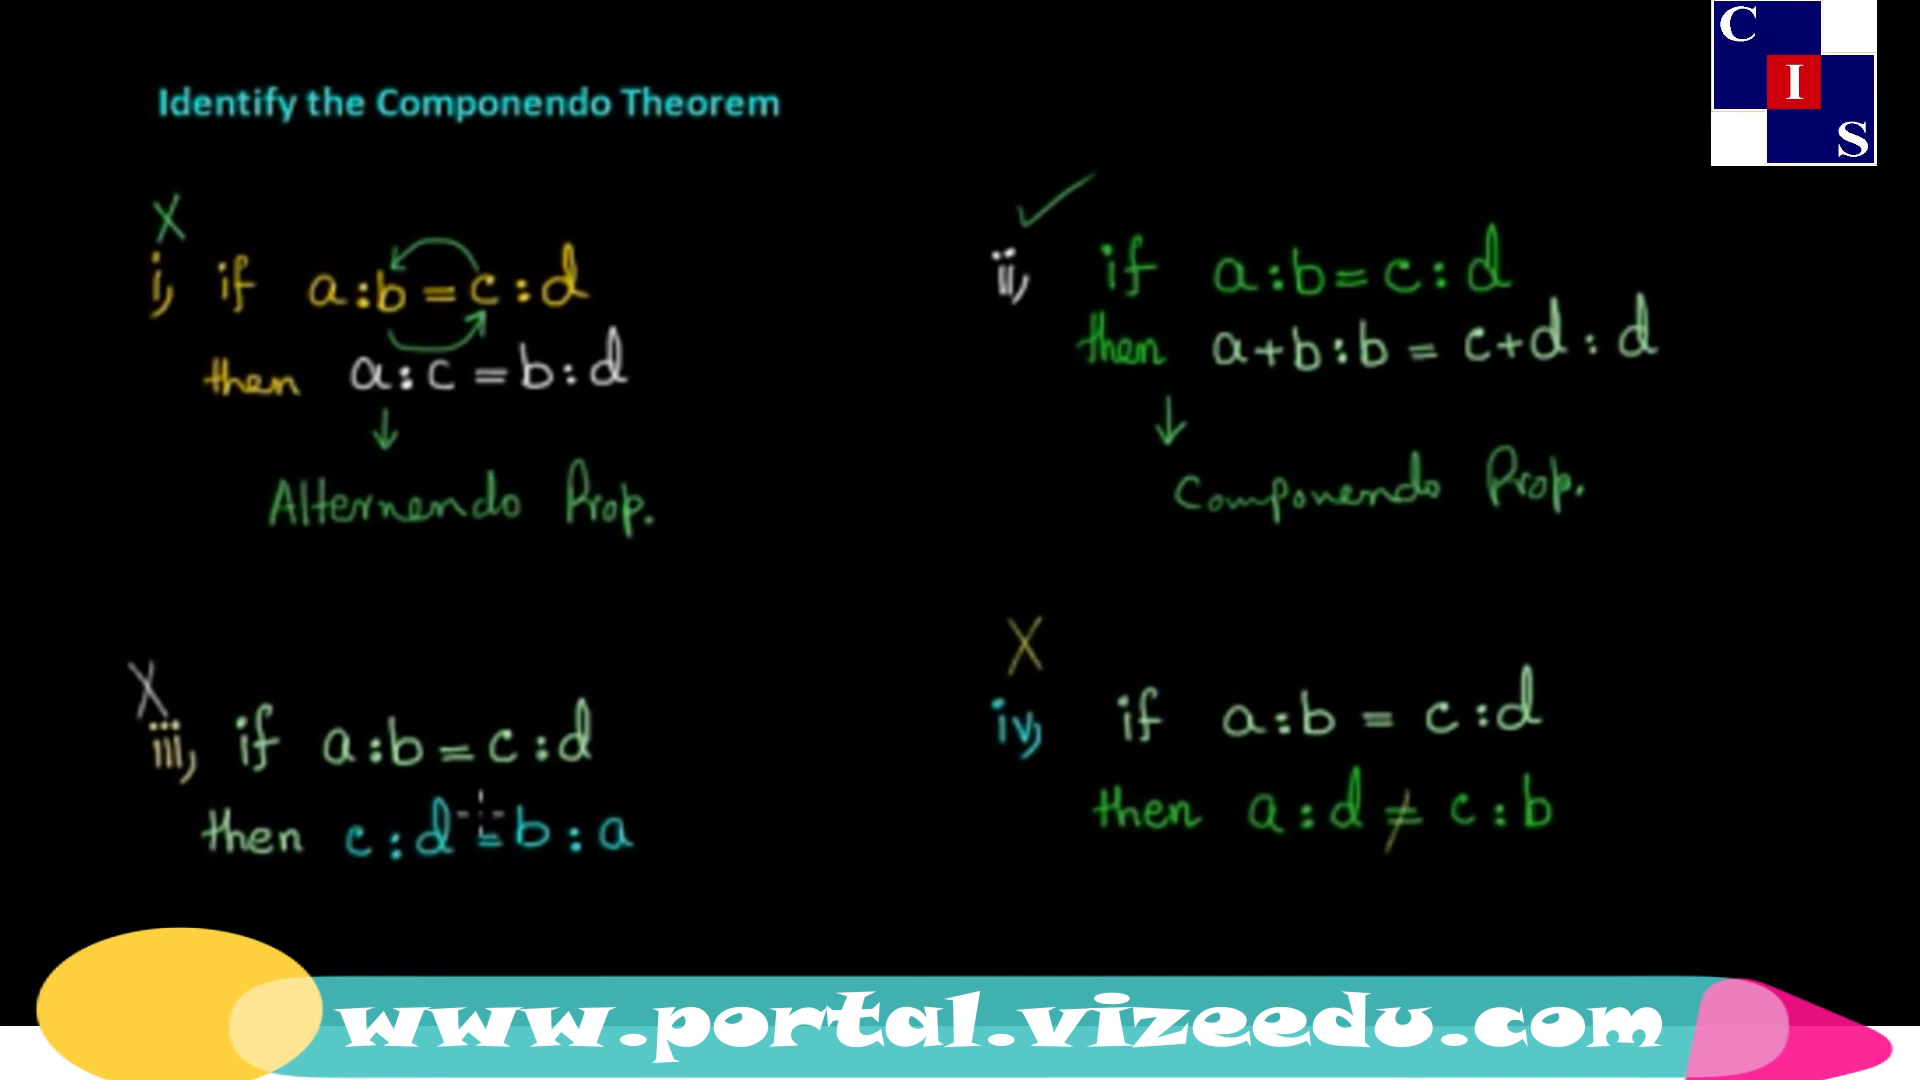 C
I
S
Identify the Componendo Theorem
X
i, if a:b = c:d
then a:c = b:d
↓
Alternendo Prop.
✓
ii, if a:b = c:d
then a+b:b = c+d:d
↓
Componendo Prop.
X
iii, if a:b = c:d
then c:d = b:a
X
iv, if a:b = c:d
then a:d ≠ c:b
www.portal.vizeedu.com